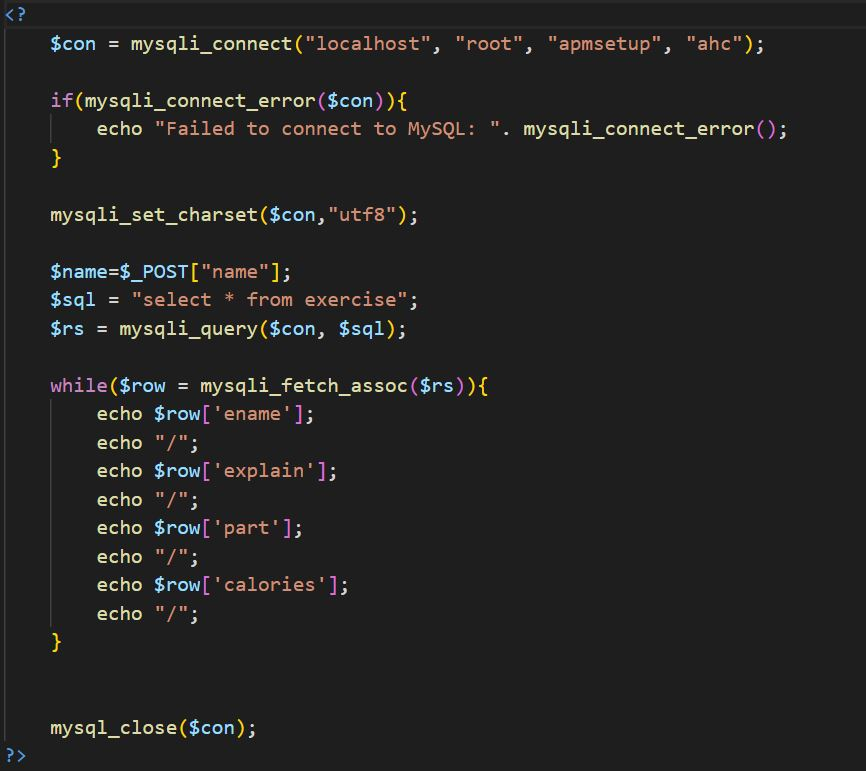 <?
$con = mysqli_connect("localhost", "root", "apmsetup", "ahc");
if(mysqli_connect_error($con)){
echo "Failed to connect to MySQL: ". mysqli_connect_error();
}
mysqli_set_charset($con,"utf8");
$name=$_POST["name"];
$sql = "select * from exercise";
$rs = mysqli_query($con, $sql);
while($row = mysqli_fetch_assoc($rs)){
echo $row['ename'];
echo "/";
echo $row['explain'];
echo "/";
echo $row['part'];
echo "/";
echo $row['calories'];
echo "/";
}
mysql_close($con);
?>